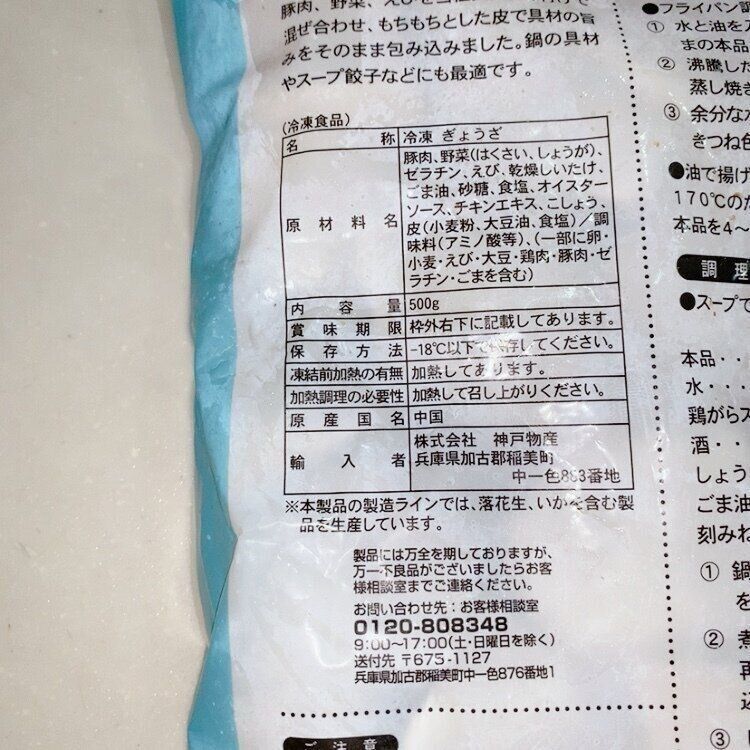 豚肉、野菜、えびを
混ぜ合わせ、もちもちとした皮で具材の旨
みをそのまま包み込みました。鍋の具材
やスープ餃子などにも最適です。
(冷凍食品)
名称 冷凍 ぎょうざ
原材料名 豚肉、野菜(はくさい、しょうが)、
ゼラチン、えび、乾燥しいたけ、
ごま油、砂糖、食塩、オイスター
ソース、チキンエキス、こしょう、
皮(小麦粉、大豆油、食塩)/調
味料(アミノ酸等)、(一部に卵・
小麦・えび・大豆・鶏肉・豚肉・ゼ
ラチン・ごまを含む)
内容量 500g
賞味期限 枠外右下に記載してあります。
保存方法 -18℃以下で保存してください。
凍結前加熱の有無 加熱してあります。
加熱調理の必要性 加熱して召し上がりください。
原産国名 中国
輸入者 株式会社 神戸物産
兵庫県加古郡稲美町
中一色883番地
※本製品の製造ラインでは、落花生、いかを含む製
品を生産しています。
製品には万全を期しておりますが、
万一不良品がございましたらお客
様相談室までご連絡ください。
お問い合わせ先:お客様相談室
0120-808348
9:00～17:00(土・日曜日を除く)
送付先 〒675-1127
兵庫県加古郡稲美町中一色876番地1
ご注意
●フライパン調
① 水と油を入
まの本品
② 沸騰した
蒸し焼き
③ 余分な水
きつね色
●油で揚げ
170℃のた
本品を4～
調理
●スープで
本品・・
水・・・
鶏がらス
酒・・・
しょう
ごま油
刻みね
① 鍋
を
② 煮
再
込
③